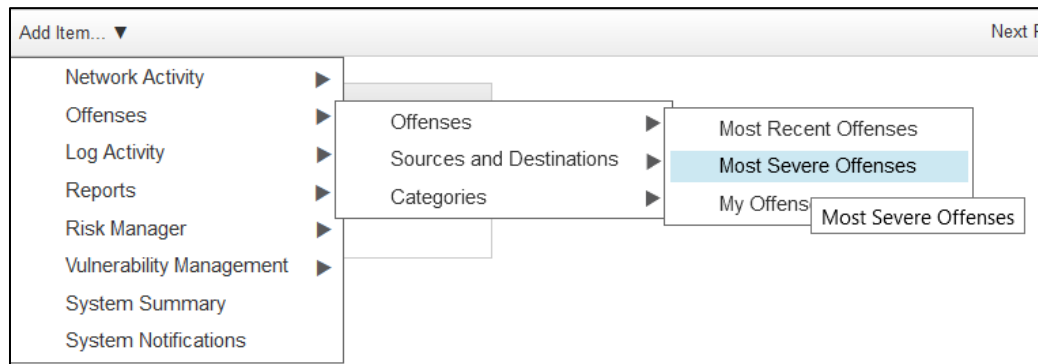 Add Item... ▼
Next
Network Activity
Offenses
Log Activity
Reports
Risk Manager
Vulnerability Management
System Summary
System Notifications
Offenses
Sources and Destinations
Categories
Most Recent Offenses
Most Severe Offenses
My
Most Severe Offenses